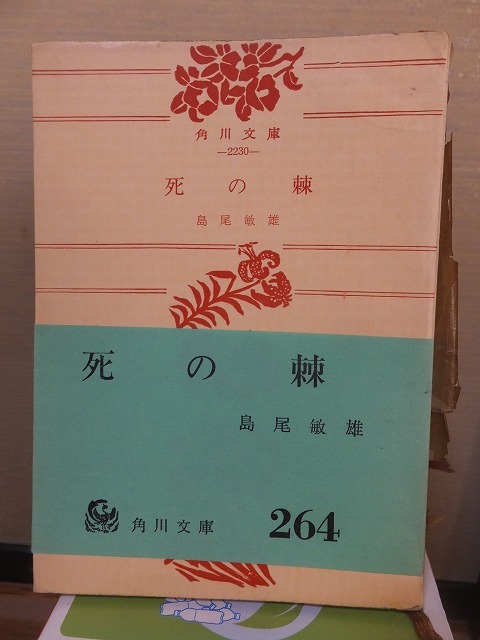 角川文庫
—2230—
死の棘
島尾敏雄
死の棘
島尾敏雄
角川文庫 264